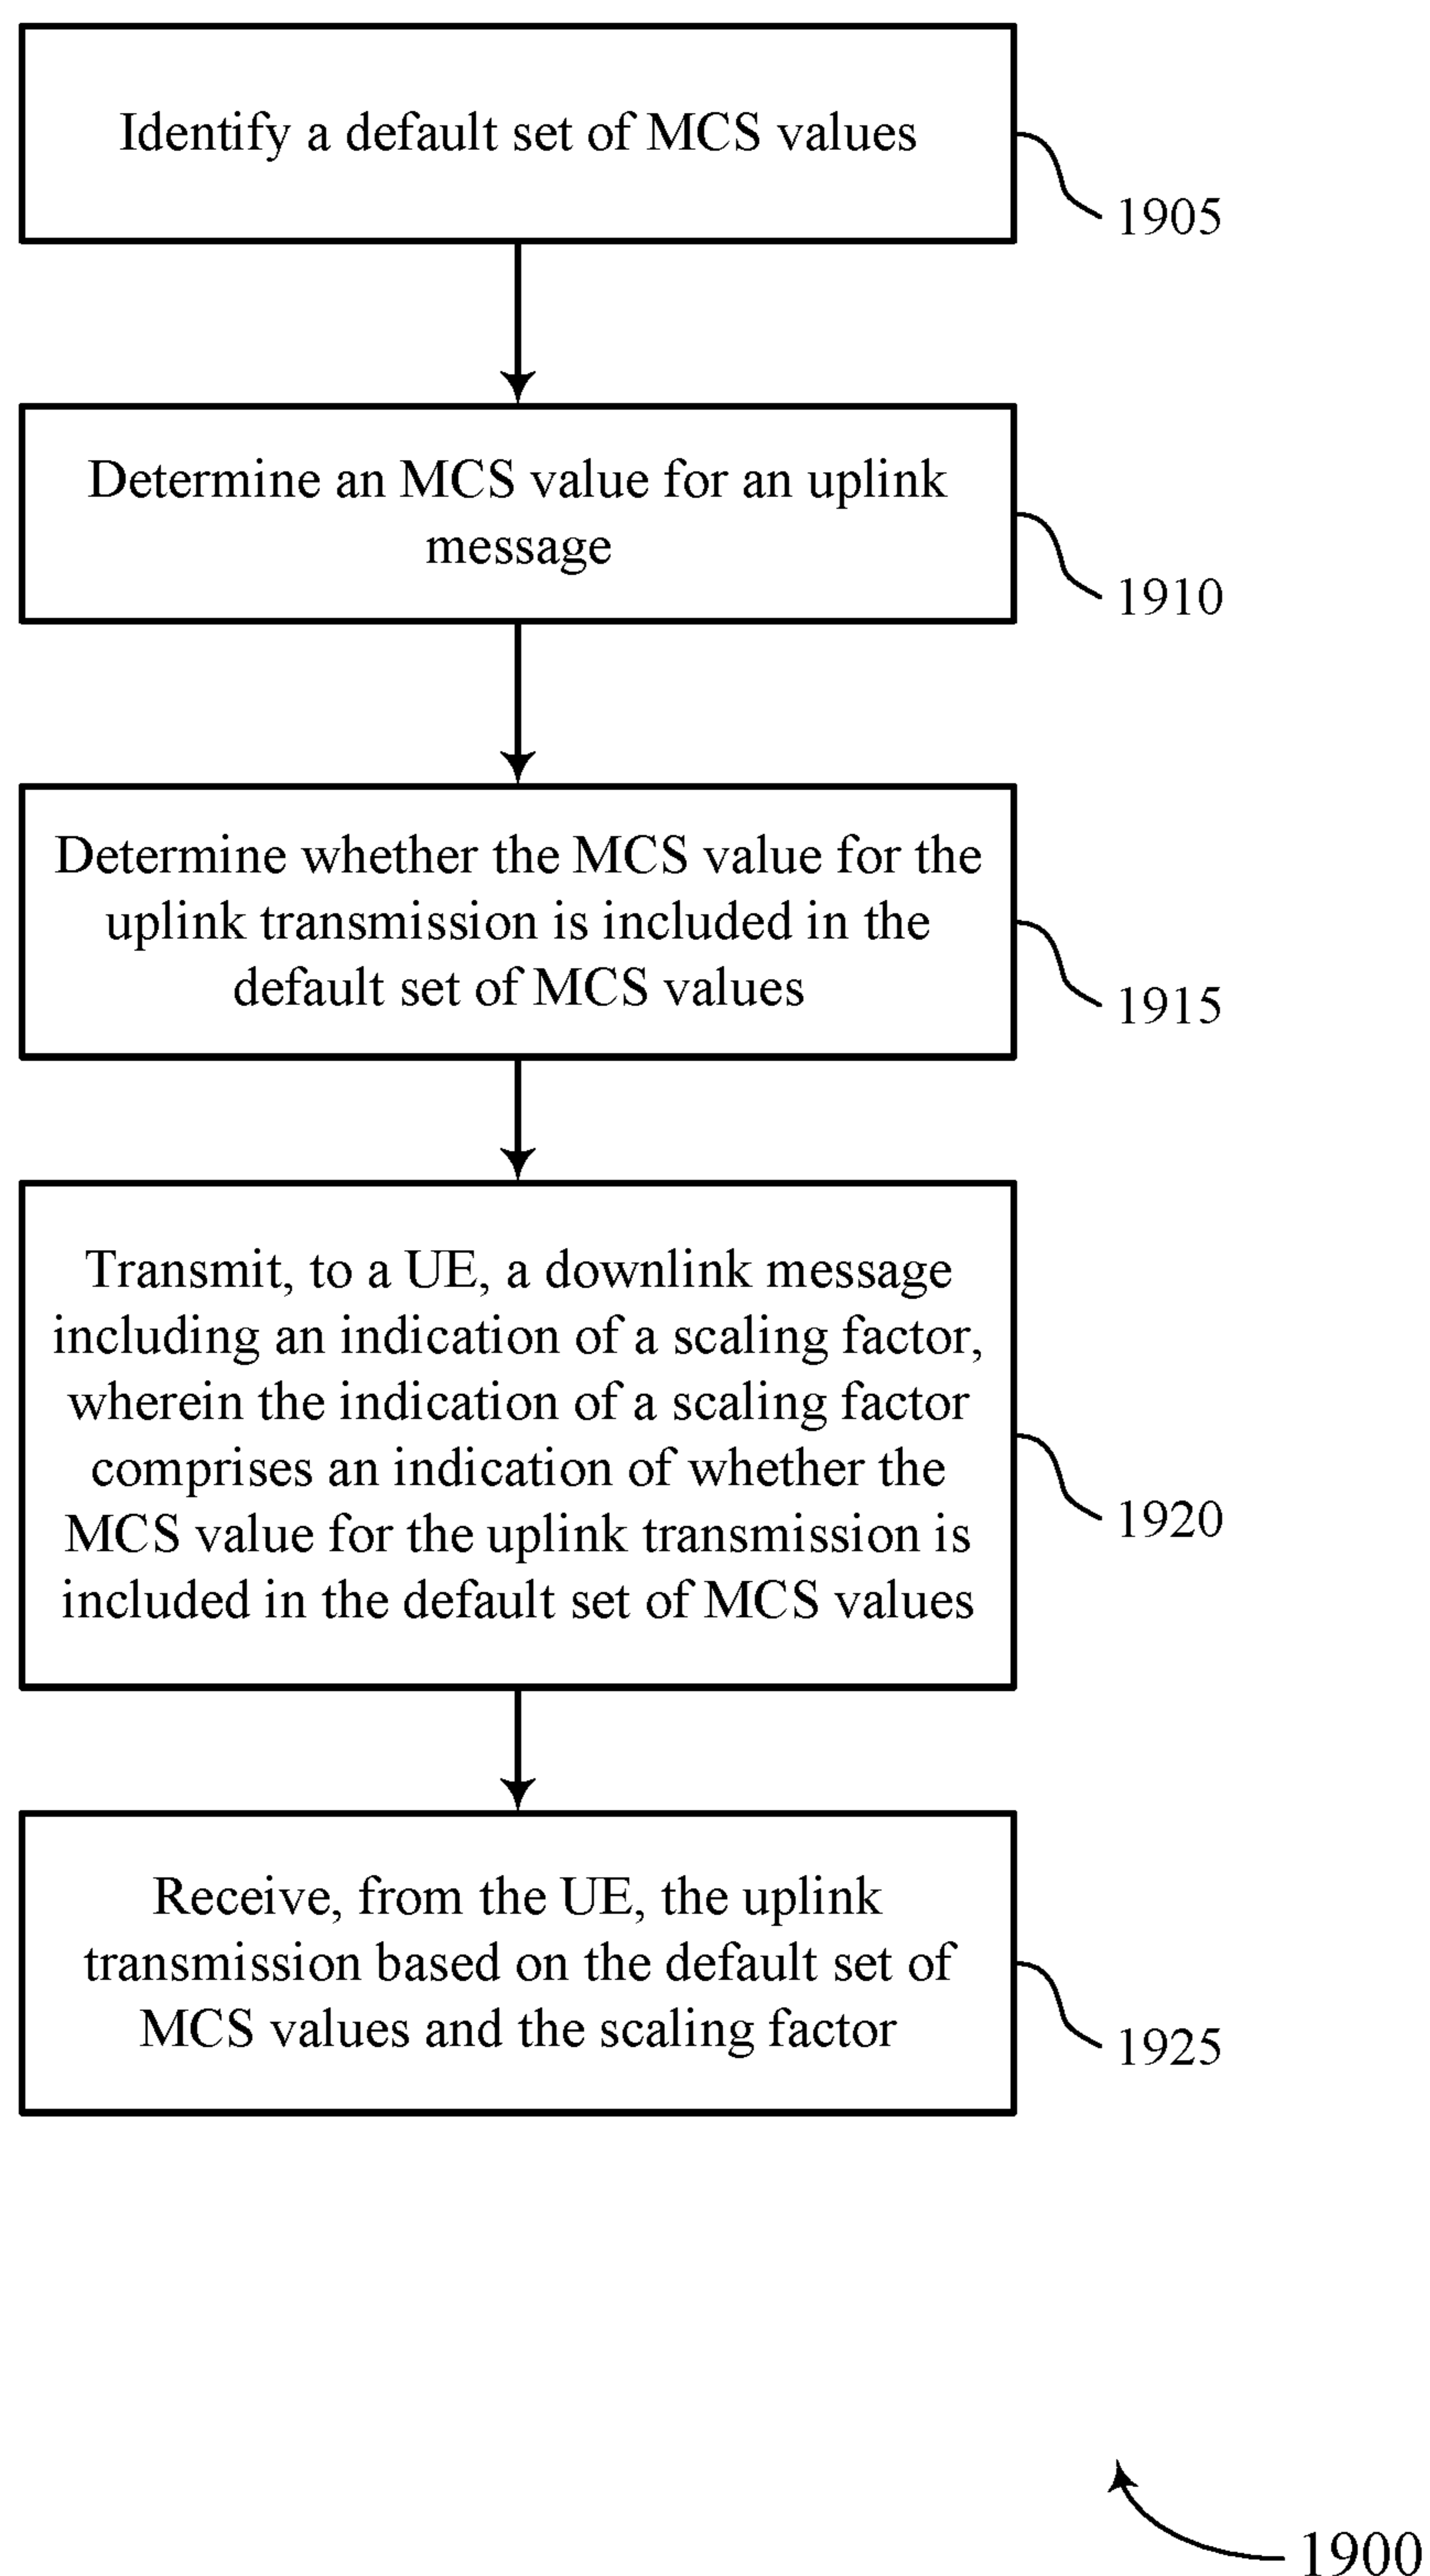 Identify a default set of MCS values
1905
Determine an MCS value for an uplink
message
1910
Determine whether the MCS value for the
uplink transmission is included in the
default set of MCS values
1915
Transmit, to a UE, a downlink message
including an indication of a scaling factor,
wherein the indication of a scaling factor
comprises an indication of whether the
MCS value for the uplink transmission is
included in the default set of MCS values
1920
Receive, from the UE, the uplink
transmission based on the default set of
MCS values and the scaling factor
1925
1900